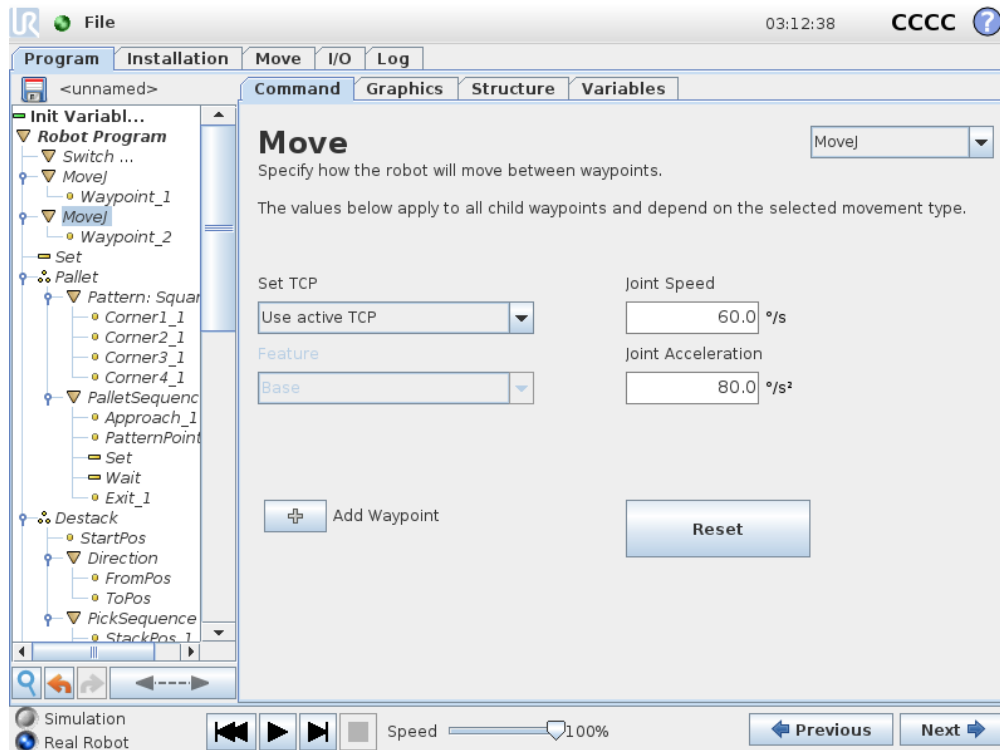 UR File 03:12:38 CCCC ?
Program Installation Move I/O Log
<unnamed> Command Graphics Structure Variables
Init Variabl...
Robot Program
Switch ...
MoveJ
Waypoint_1
MoveJ
Waypoint_2
Set
Pallet
Pattern: Squar
Corner1_1
Corner2_1
Corner3_1
Corner4_1
PalletSequenc
Approach_1
PatternPoint
Set
Wait
Exit_1
Destack
StartPos
Direction
FromPos
ToPos
PickSequence
StackPos_1
Move MoveJ
Specify how the robot will move between waypoints.
The values below apply to all child waypoints and depend on the selected movement type.
Set TCP Joint Speed
Use active TCP 60.0 °/s
Feature Joint Acceleration
Base 80.0 °/s²
Add Waypoint Reset
Simulation
Real Robot
Speed 100% Previous Next